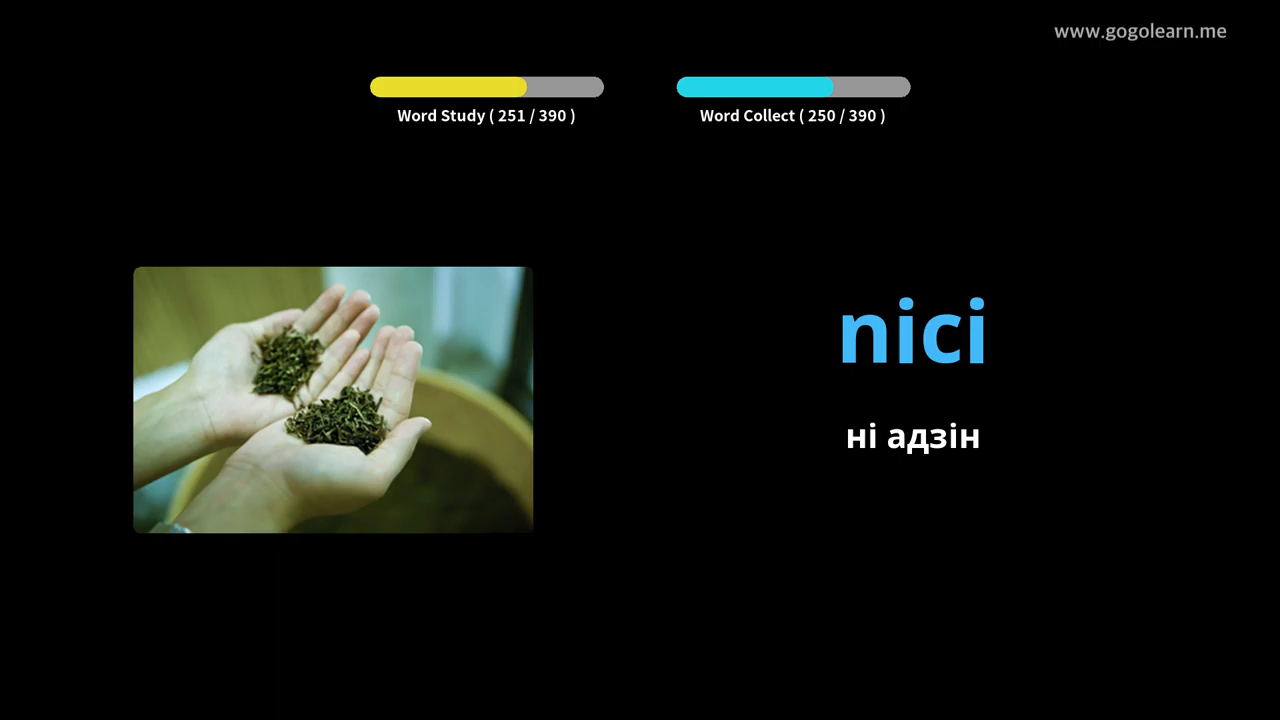 www.gogolearn.me
Word Study ( 251 / 390 )
Word Collect ( 250 / 390 )
nici
ні адзін